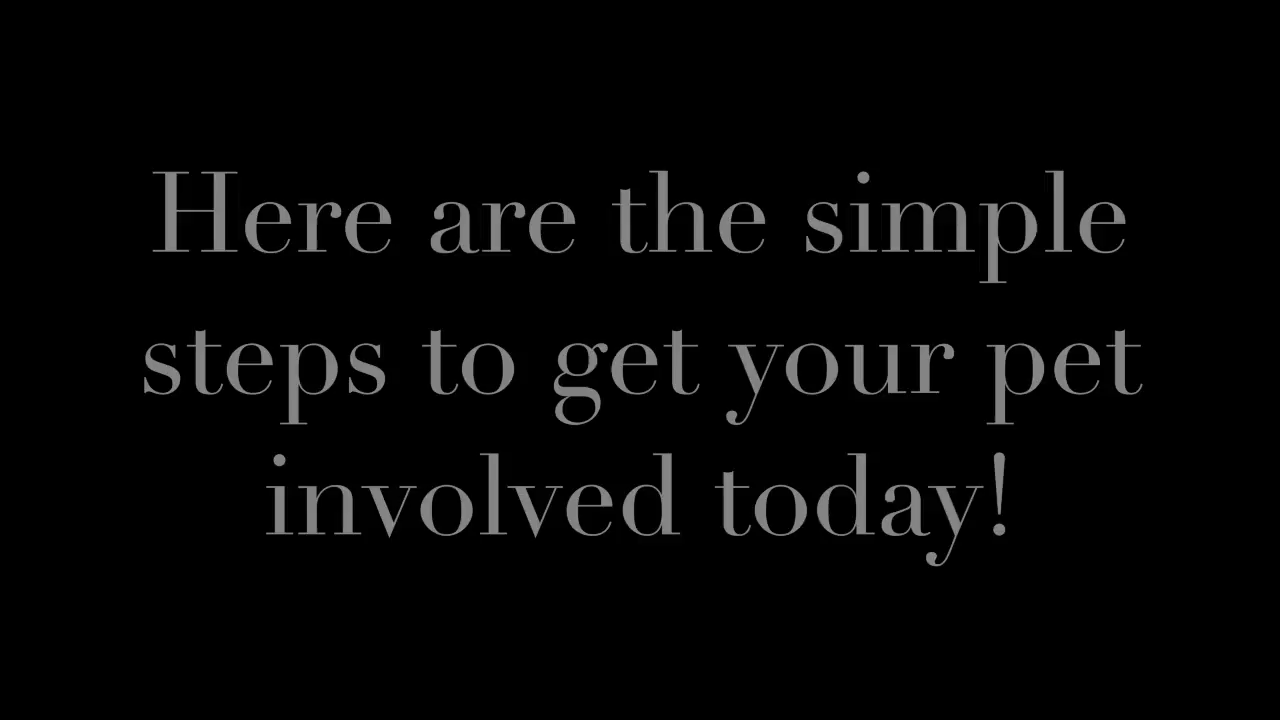 Here are the simple
steps to get your pet
involved today!